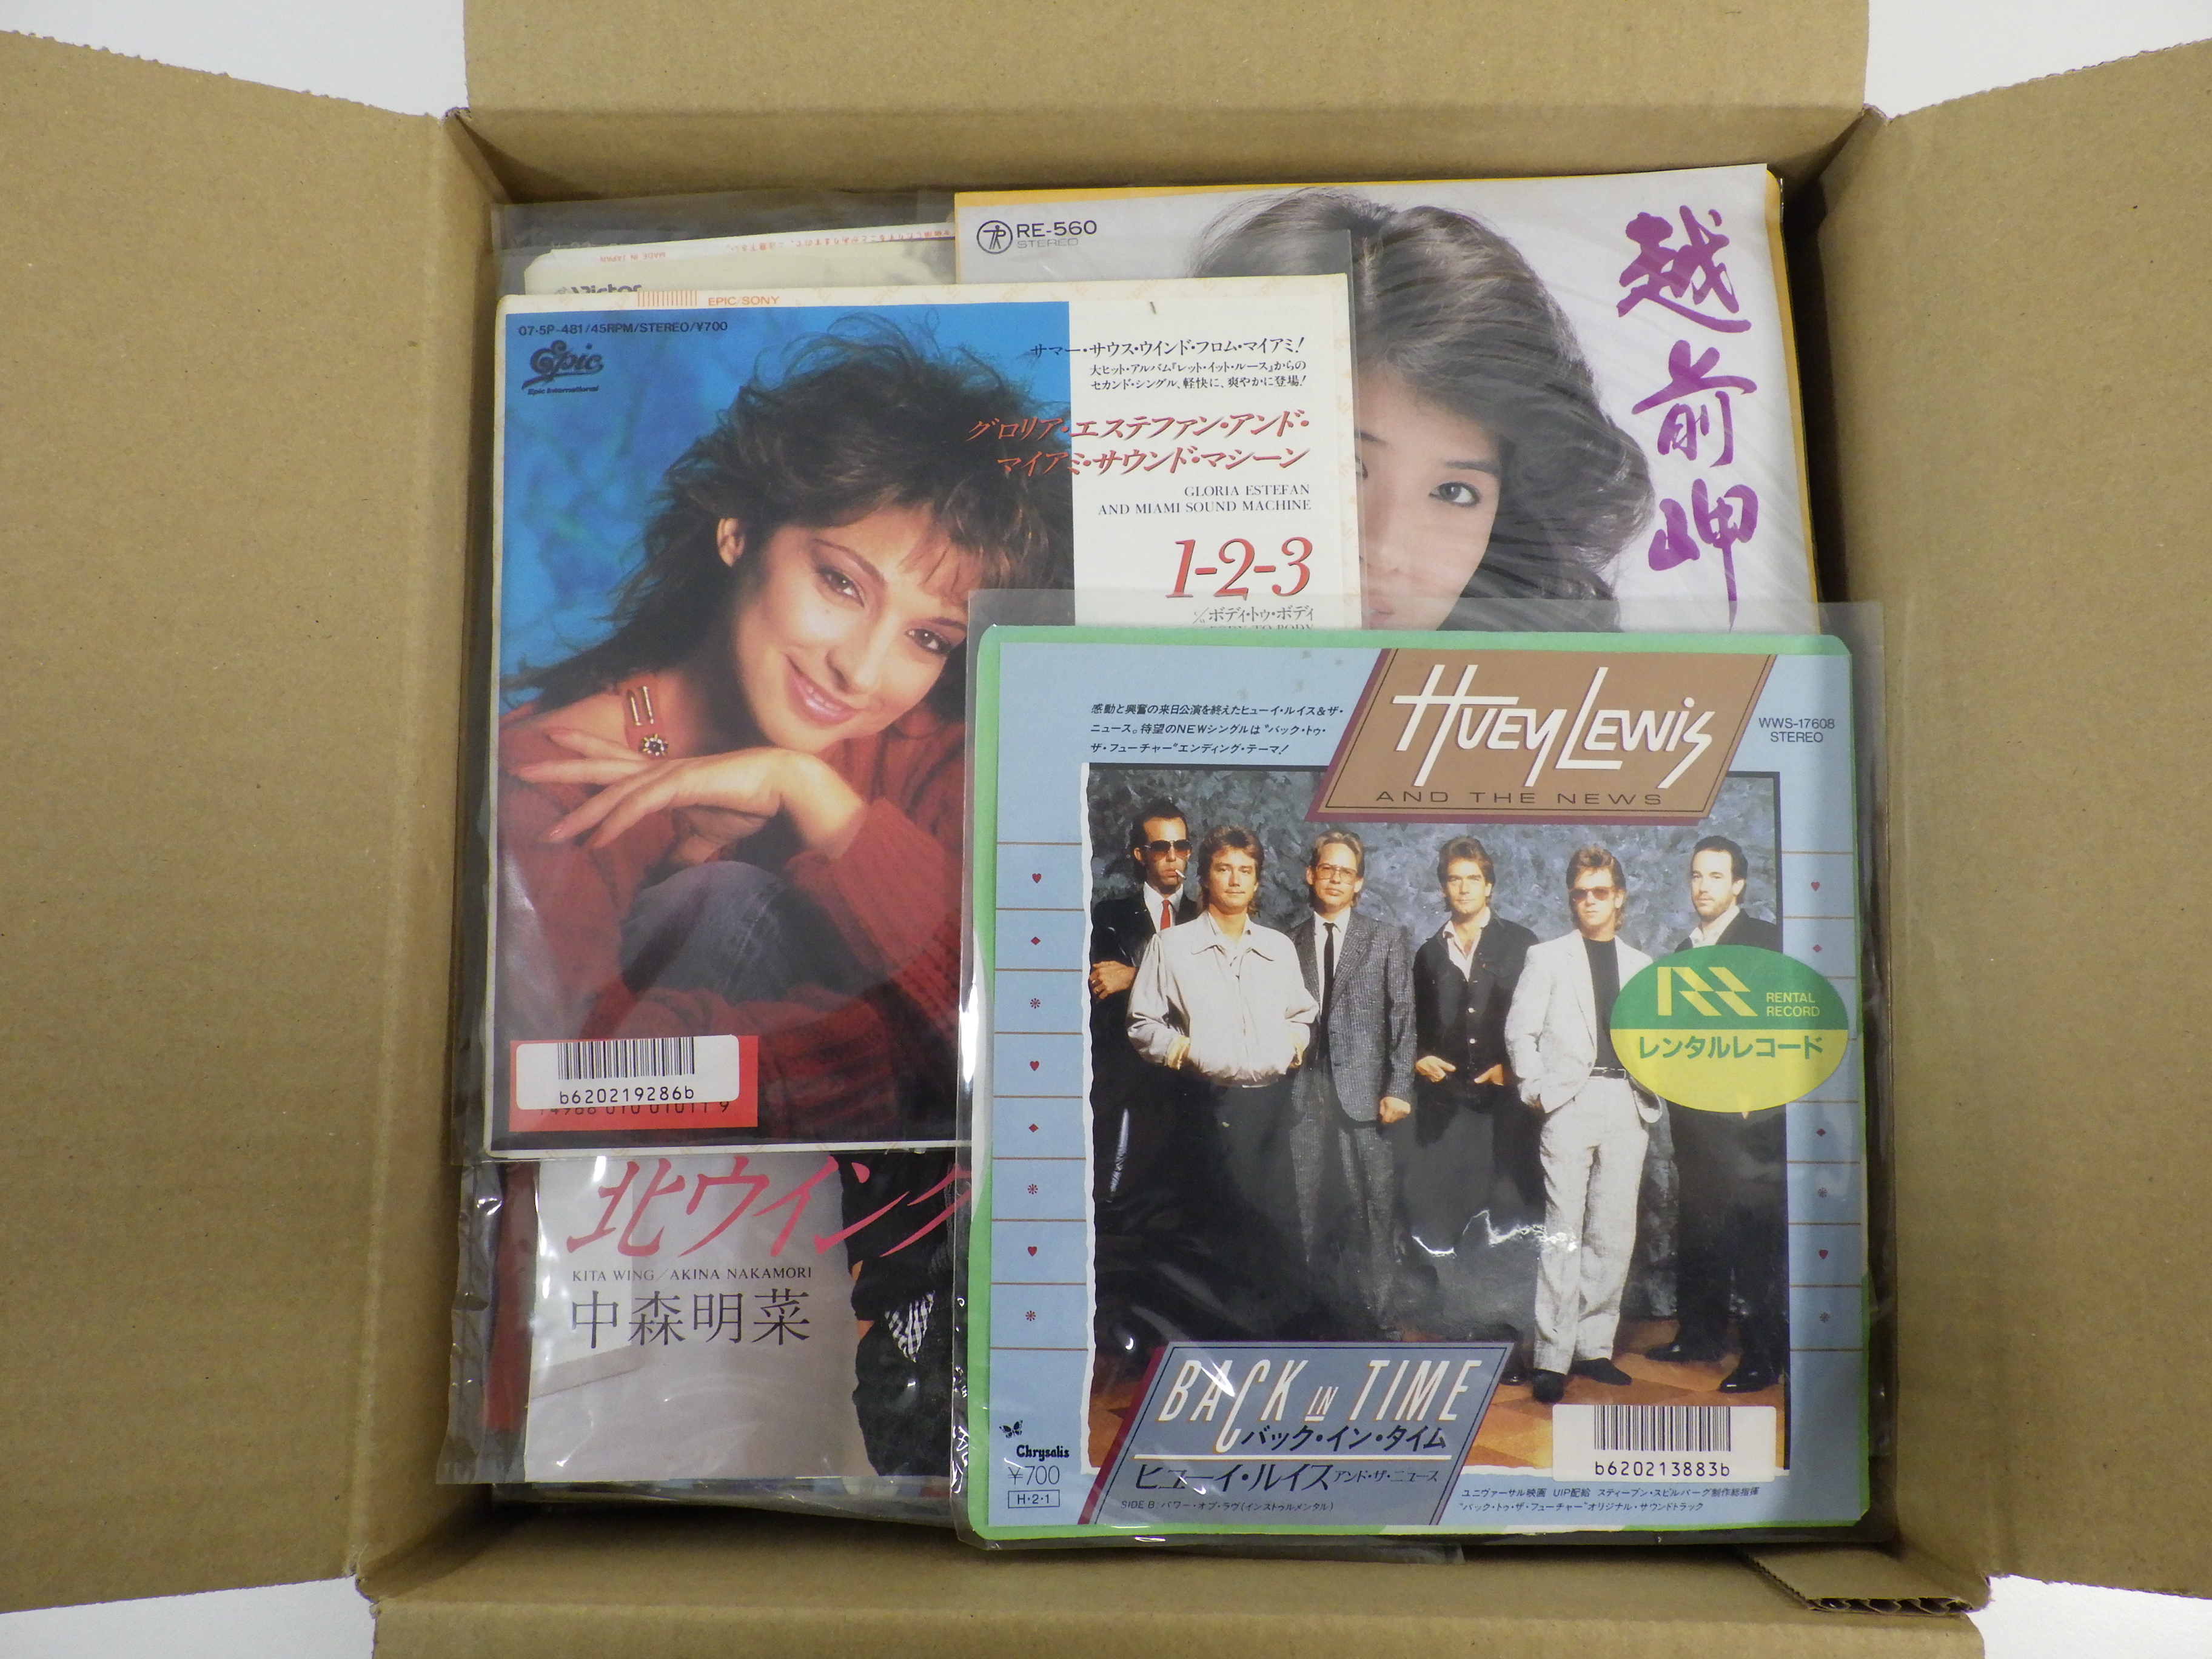 RE-560
STEREO
越前岬
MADE IN JAPAN
Victor
EPIC/SONY
07·5P-481/45RPM/STEREO/¥700
Epic
Epic International
サマー・サウス・ウインド・フロム・マイアミ!
大ヒット・アルバム『レット・イット・ルース』からの
セカンド・シングル、軽快に、爽やかに登場!
グロリア・エステファン・アンド・
マイアミ・サウンド・マシーン
GLORIA ESTEFAN
AND MIAMI SOUND MACHINE
1-2-3
ボディ・トゥ・ボディ
b620219286b
北ウイング
KITA WING/AKINA NAKAMORI
中森明菜
感動と興奮の来日公演を終えたヒューイ・ルイス&ザ・
ニュース。待望のNEWシングルは“バック・トゥ・
ザ・フューチャー”エンディング・テーマ!
HUEY LEWIS
AND THE NEWS
WWS-17608
STEREO
RR
RENTAL
RECORD
レンタルレコード
BACK IN TIME
バック・イン・タイム
ヒューイ・ルイス アンド・ザ・ニュース
SIDE B: パワー・オブ・ラヴ(インストゥルメンタル)
Chrysalis
¥700
H·2·1
b620213883b
ユニヴァーサル映画 UIP配給 スティーブン・スピルバーグ制作総指揮
“バック・トゥ・ザ・フューチャー”オリジナル・サウンドトラック